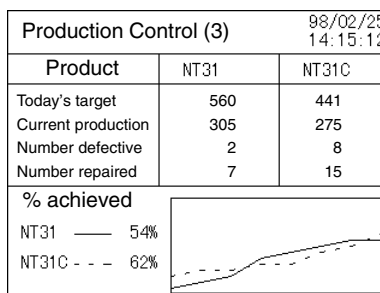 Production Control (3) 98/02/25
14:15:12
Product NT31 NT31C
Today's target 560 441
Current production 305 275
Number defective 2 8
Number repaired 7 15
% achieved
NT31 —— 54%
NT31C - - - 62%